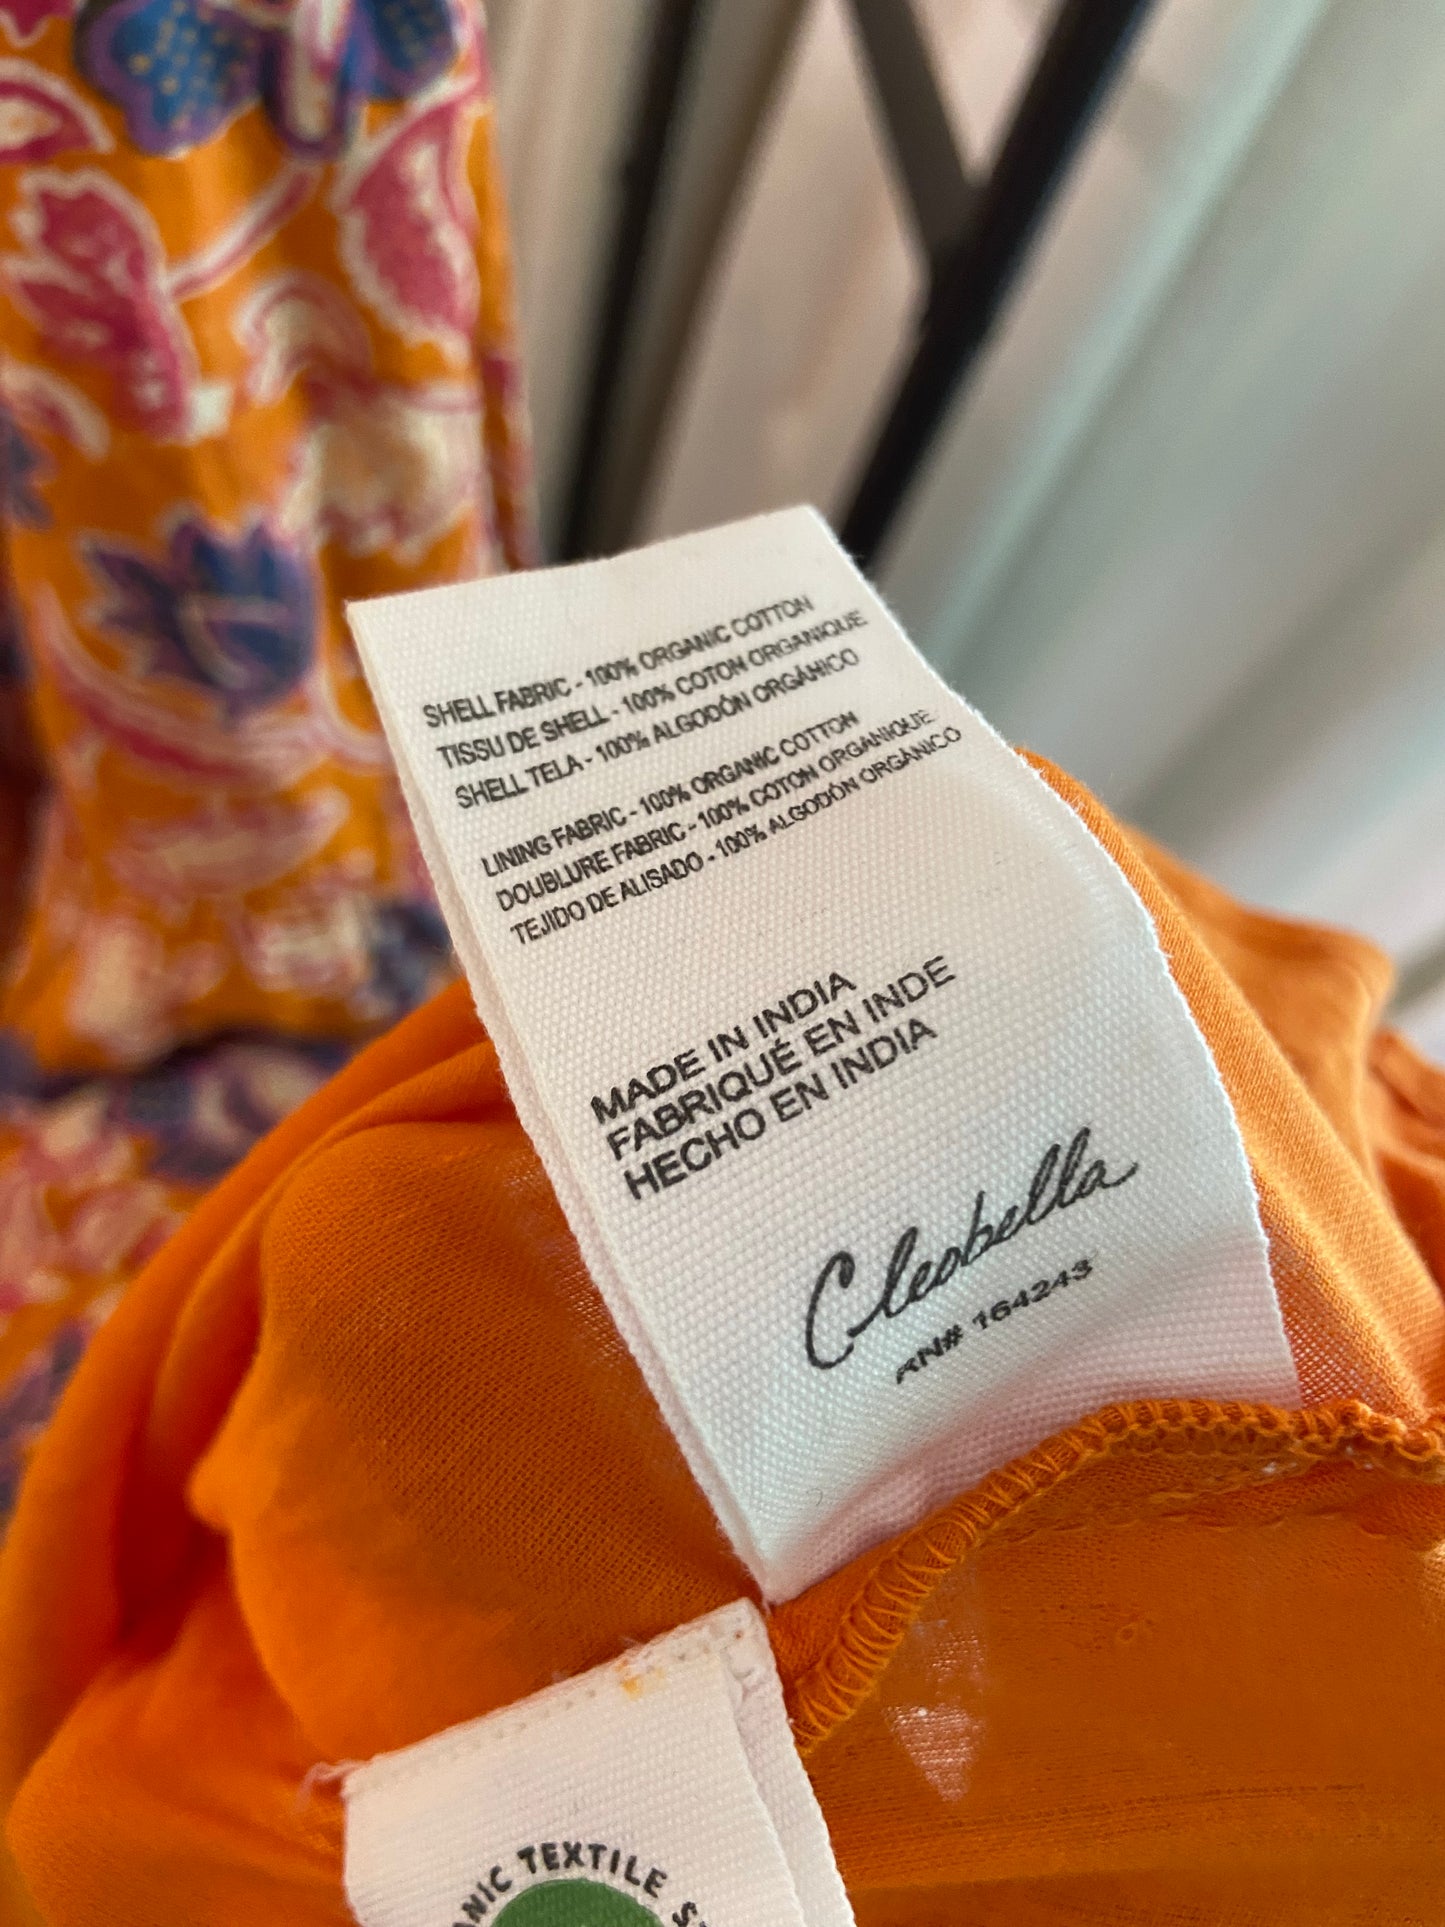 SHELL FABRIC - 100% ORGANIC COTTON
TISSU DE SHELL - 100% COTON ORGANIQUE
SHELL TELA - 100% ALGODÓN ORGÁHICO
LINING FABRIC - 100% ORGANIC COTTON
DOUBLURE FABRIC - 100% COTON ORGANIQUE
TEJIDO DE ALISADO - 100% ALGODÓN ORGÁNICO
MADE IN INDIA
FABRIQUÉ EN INDE
HECHO EN INDIA
Cleobella
RN# 164243
TEXTILE